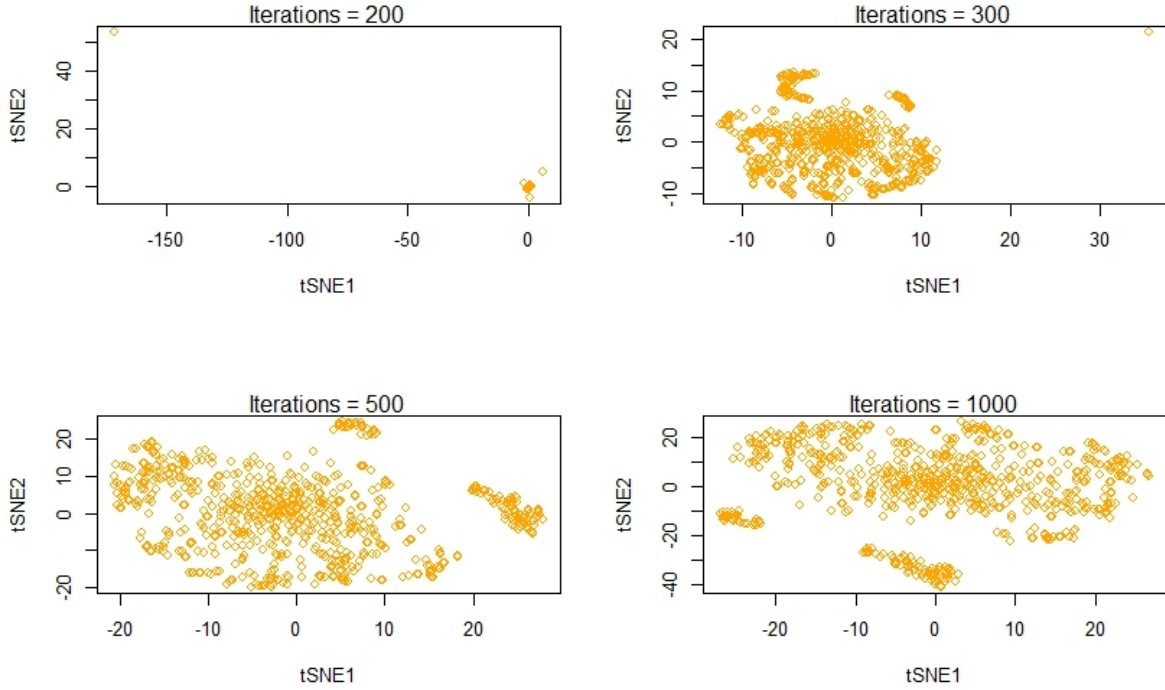 Iterations = 200
tSNE2
40
20
0
-150 -100 -50 0
tSNE1
Iterations = 300
tSNE2
20
10
0
-10
-10 0 10 20 30
tSNE1
Iterations = 500
tSNE2
20
10
0
-20
-20 -10 0 10 20
tSNE1
Iterations = 1000
tSNE2
20
0
-20
-40
-20 -10 0 10 20
tSNE1